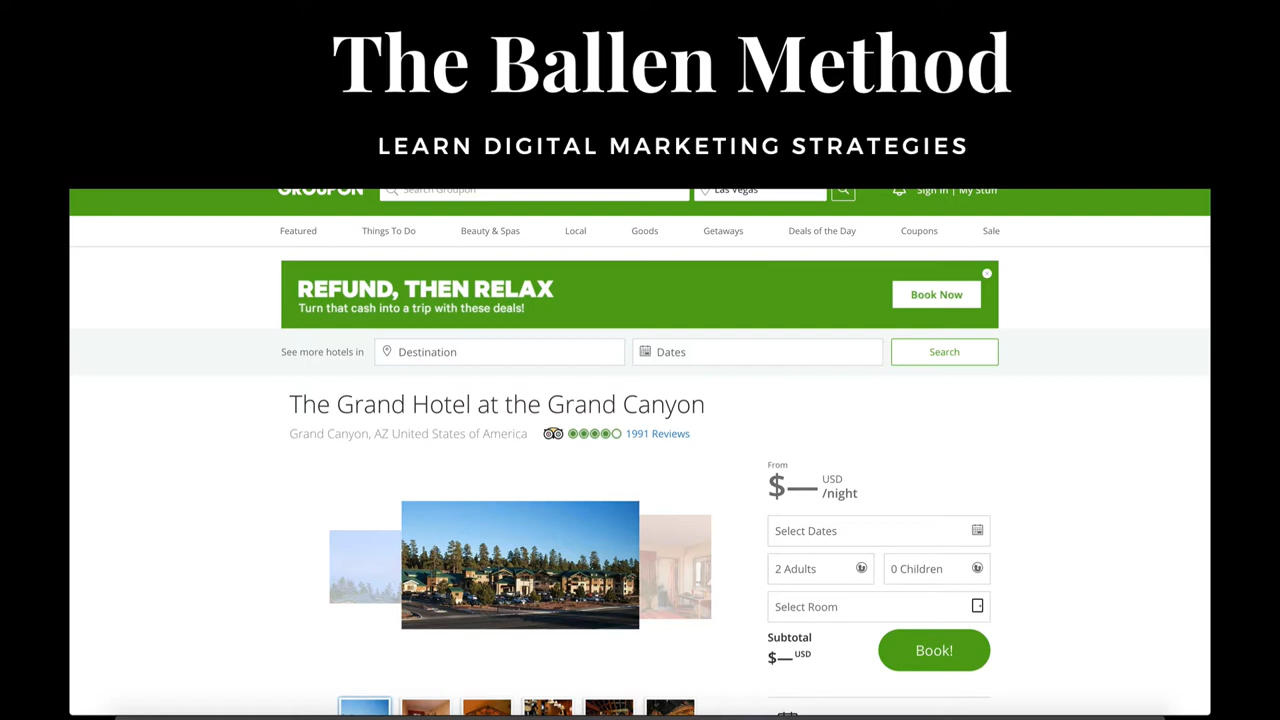 The Ballen Method
LEARN DIGITAL MARKETING STRATEGIES
GROUPON
Search Groupon
Las Vegas
Sign In | My Stuff
Featured Things To Do Beauty & Spas Local Goods Getaways Deals of the Day Coupons Sale
REFUND, THEN RELAX
Turn that cash into a trip with these deals!
Book Now
See more hotels in Destination Dates Search
The Grand Hotel at the Grand Canyon
Grand Canyon, AZ United States of America 1991 Reviews
From
$— USD
/night
Select Dates
2 Adults 0 Children
Select Room
Subtotal
$— USD
Book!